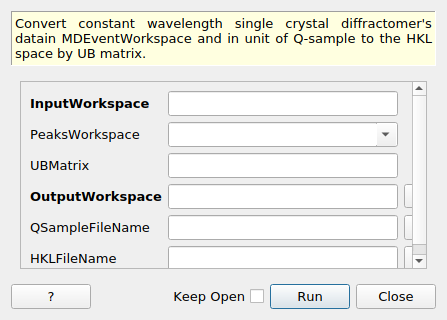 Convert constant wavelength single crystal diffractomer's
datain MDEventWorkspace and in unit of Q-sample to the HKL
space by UB matrix.
InputWorkspace
PeaksWorkspace
UBMatrix
OutputWorkspace
QSampleFileName
HKLFileName
? Keep Open Run Close